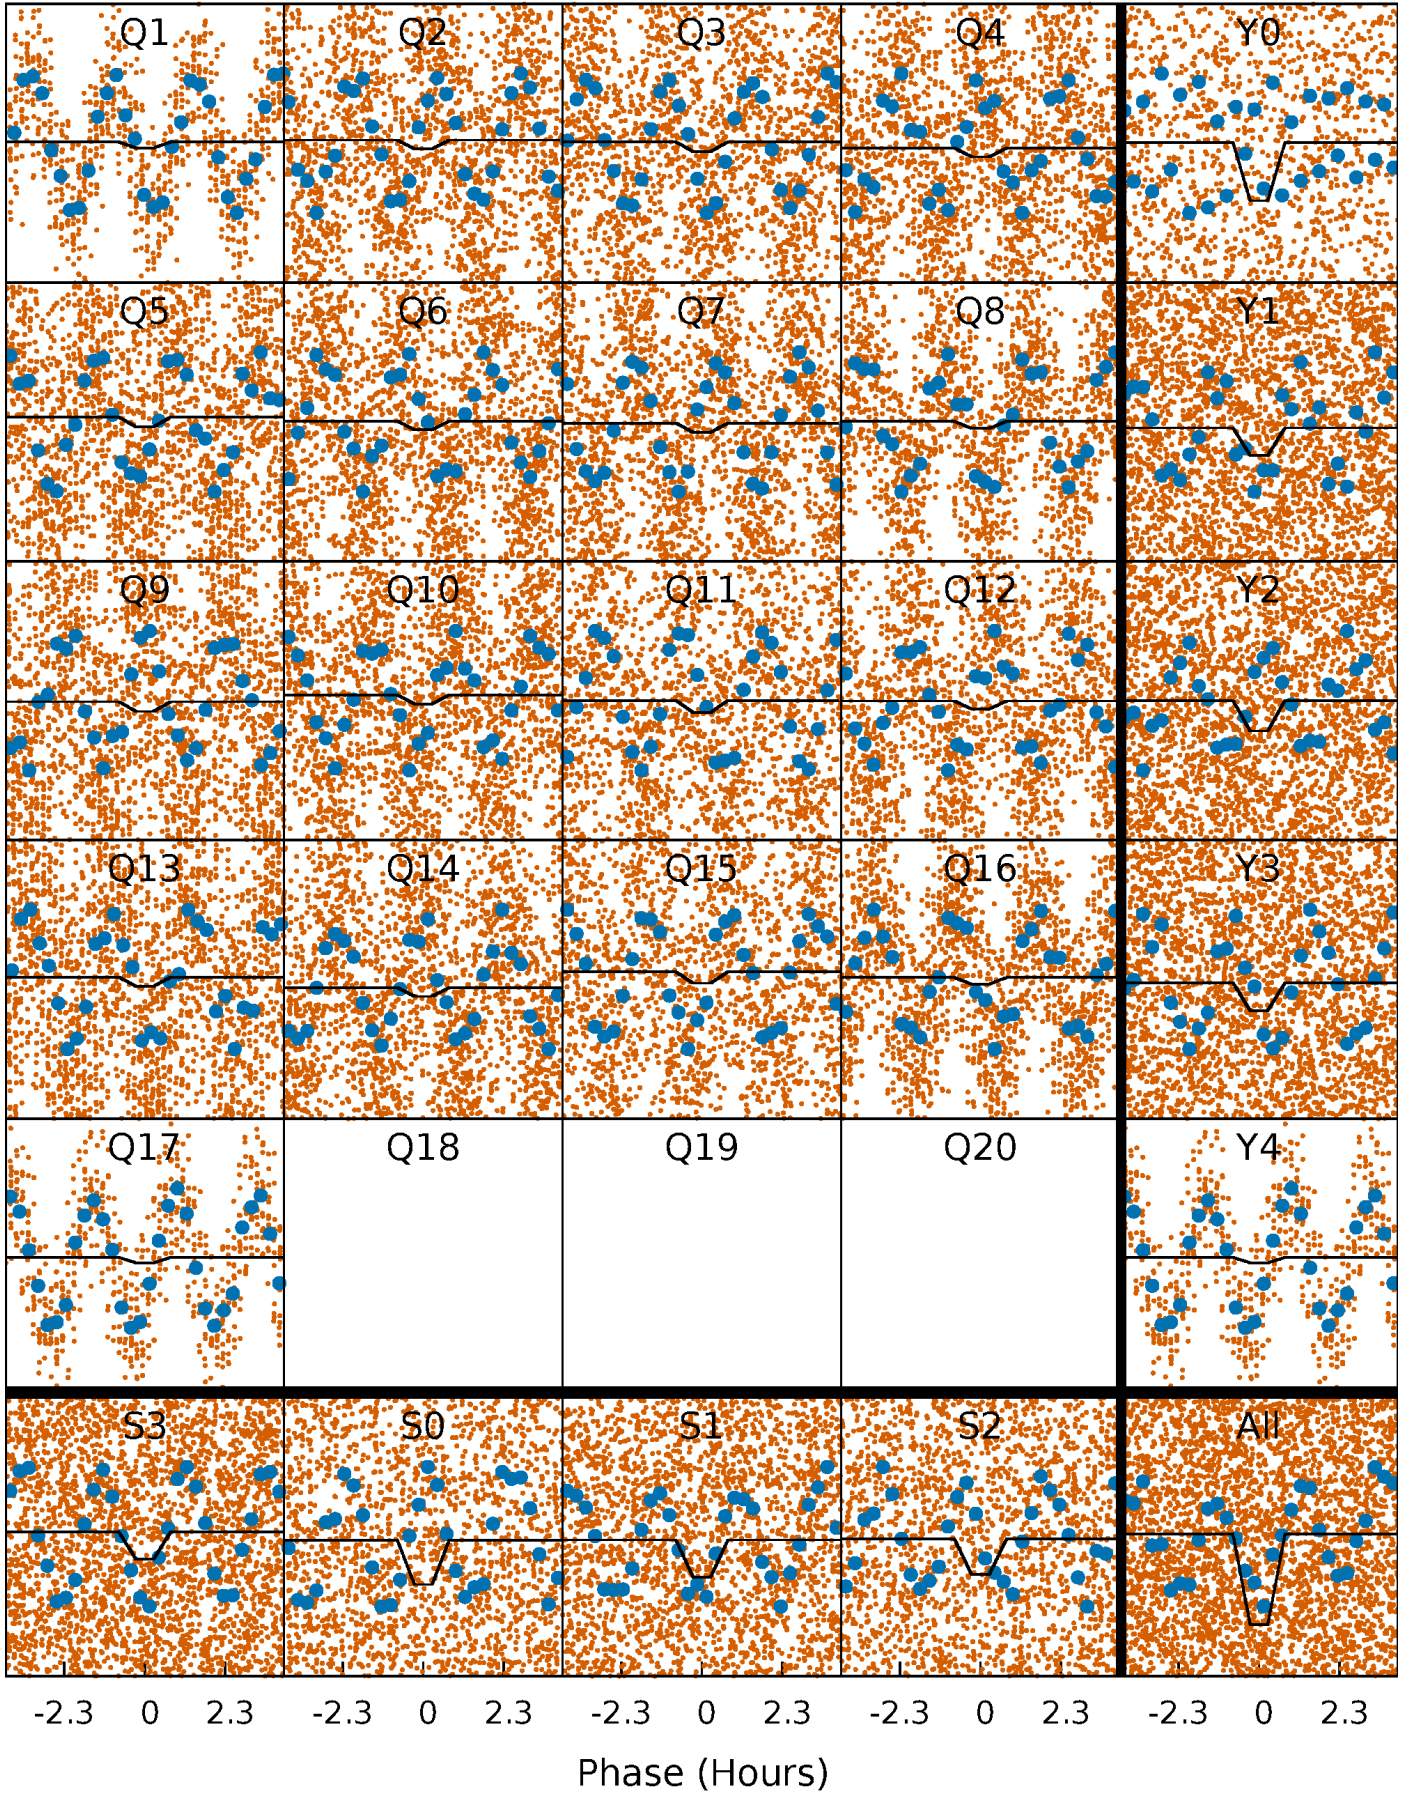 Q1 Q2 Q3 Q4 Y0
Q5 Q6 Q7 Q8 Y1
Q9 Q10 Q11 Q12 Y2
Q13 Q14 Q15 Q16 Y3
Q17 Q18 Q19 Q20 Y4
S3 S0 S1 S2 All
-2.3 0 2.3 -2.3 0 2.3 -2.3 0 2.3 -2.3 0 2.3 -2.3 0 2.3
Phase (Hours)